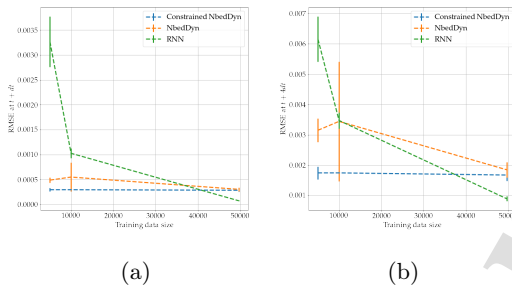 Constrained NbedDyn
NbedDyn
RNN
RMSE at t + dt
0.0035
0.0030
0.0025
0.0020
0.0015
0.0010
0.0005
0.0000
10000 20000 30000 40000 50000
Training data size
(a)
Constrained NbedDyn
NbedDyn
RNN
RMSE at t + 4dt
0.007
0.006
0.005
0.004
0.003
0.002
0.001
10000 20000 30000 40000 50000
Training data size
(b)